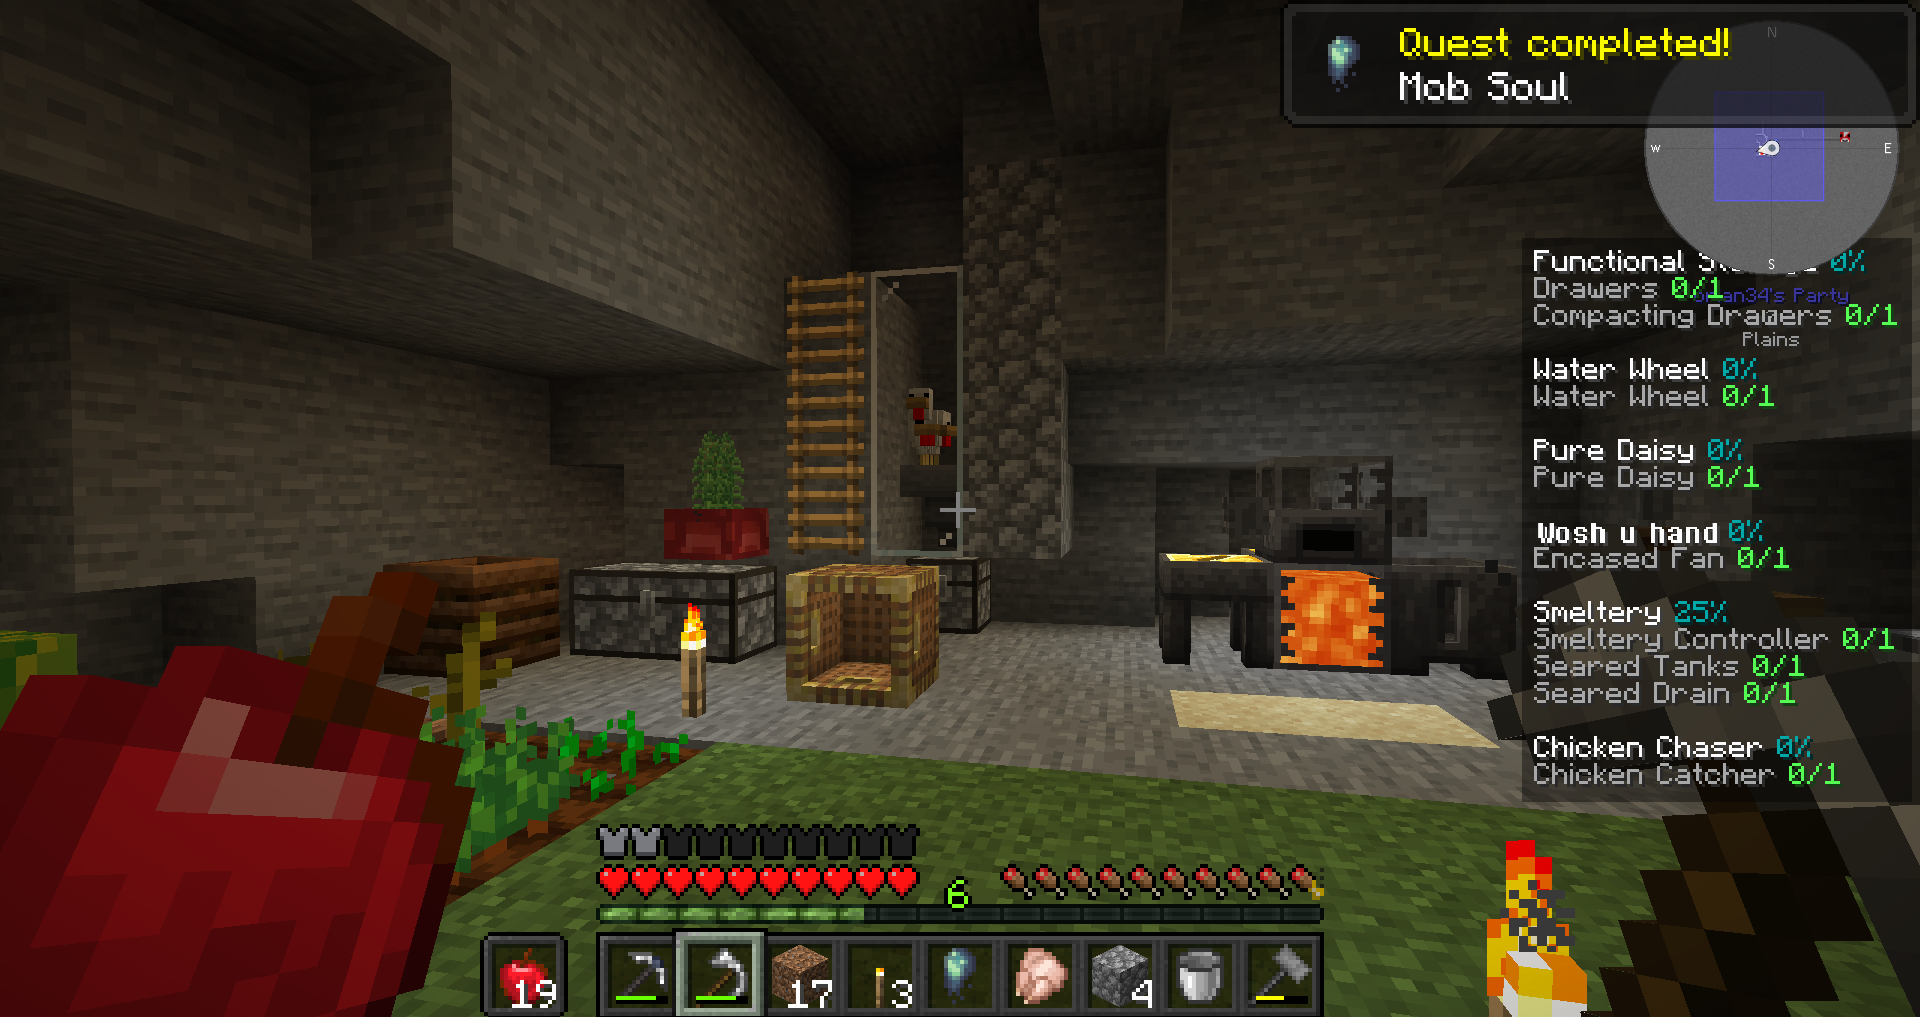 Quest completed!
Mob Soul
N
W
E
S
Functional 0%
Drawers 0/1
Party
Compacting Drawers 0/1
Plains
Water Wheel 0%
Water Wheel 0/1
Pure Daisy 0%
Pure Daisy 0/1
Wosh u hand 0%
Encased Fan 0/1
Smeltery 25%
Smeltery Controller 0/1
Seared Tanks 0/1
Seared Drain 0/1
Chicken Chaser 0%
Chicken Catcher 0/1
6
19
17
3
4